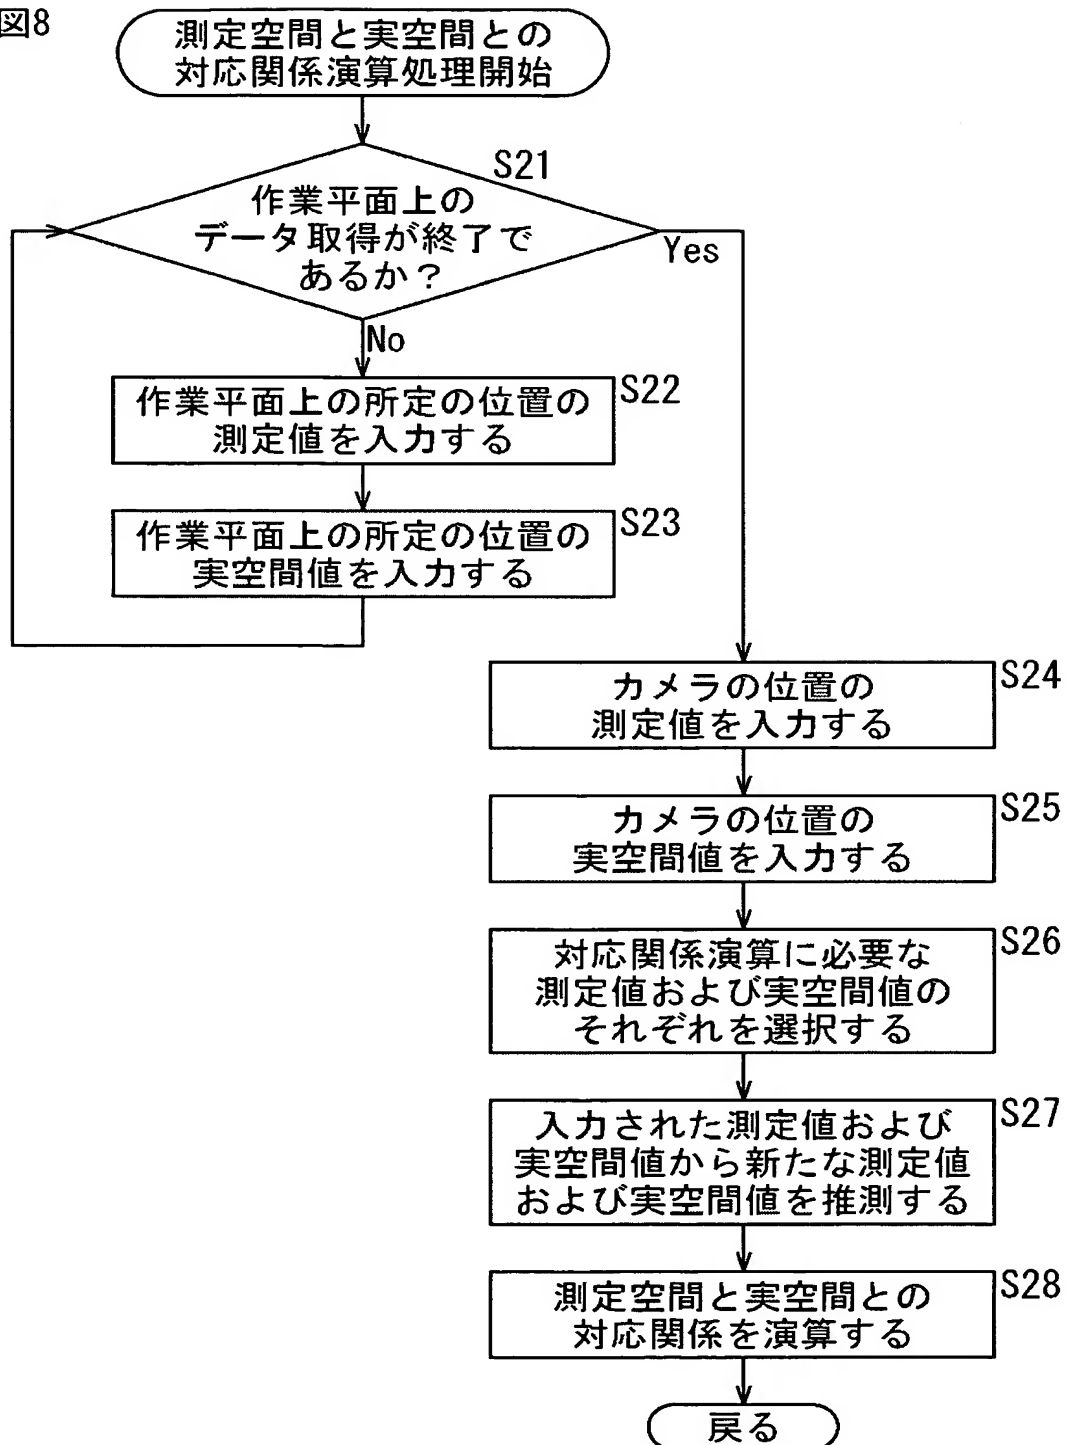 図8
測定空間と実空間との
対応関係演算処理開始
S21
作業平面上の
データ取得が終了で
あるか？
Yes
No
作業平面上の所定の位置の
測定値を入力する
S22
作業平面上の所定の位置の
実空間値を入力する
S23
カメラの位置の
測定値を入力する
S24
カメラの位置の
実空間値を入力する
S25
対応関係演算に必要な
測定値および実空間値の
それぞれを選択する
S26
入力された測定値および
実空間値から新たな測定値
および実空間値を推測する
S27
測定空間と実空間との
対応関係を演算する
S28
戻る